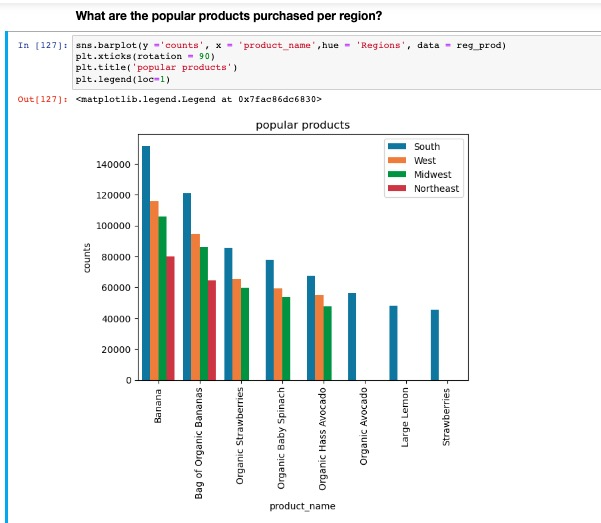 What are the popular products purchased per region?
In [127]: sns.barplot(y ='counts', x = 'product_name',hue = 'Regions', data = reg_prod)
plt.xticks(rotation = 90)
plt.title('popular products')
plt.legend(loc=1)
Out[127]: <matplotlib.legend.Legend at 0x7fac86dc6830>
popular products
South
West
Midwest
Northeast
140000
120000
100000
80000
60000
40000
20000
0
counts
Banana
Bag of Organic Bananas
Organic Strawberries
Organic Baby Spinach
Organic Hass Avocado
Organic Avocado
Large Lemon
Strawberries
product_name